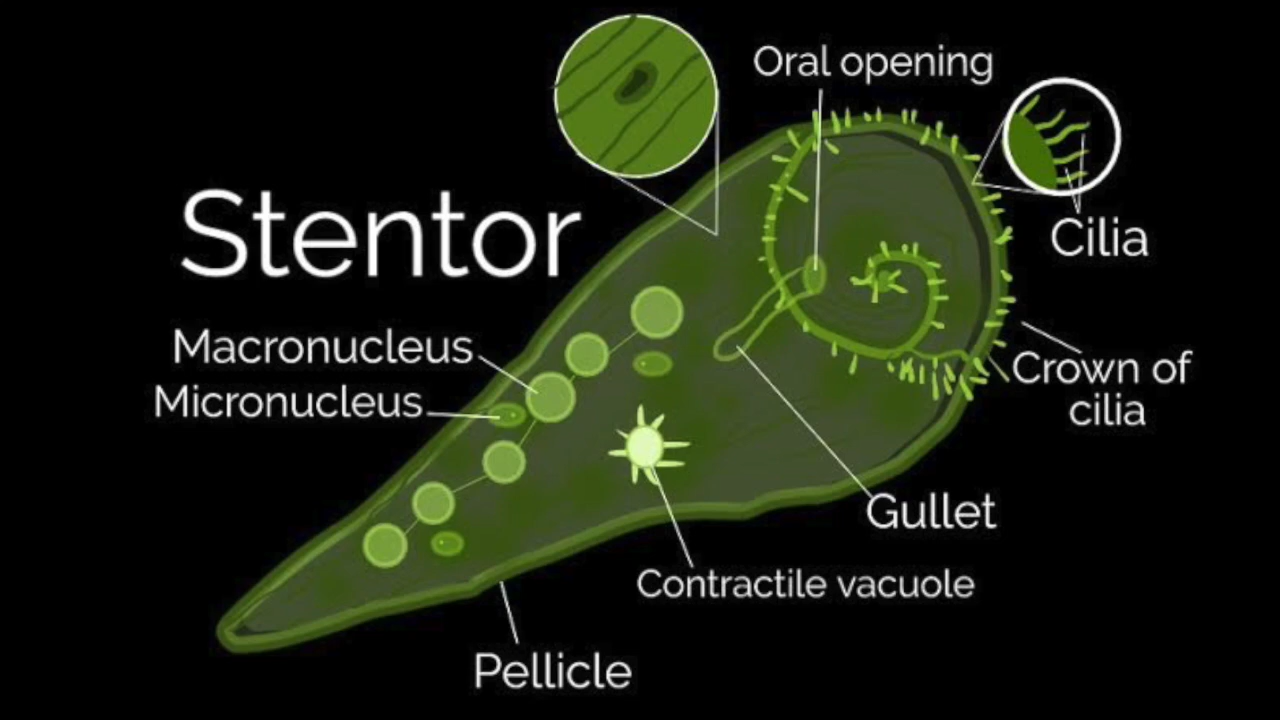 Oral opening
Stentor
Cilia
Macronucleus
Micronucleus
Crown of
cilia
Gullet
Contractile vacuole
Pellicle